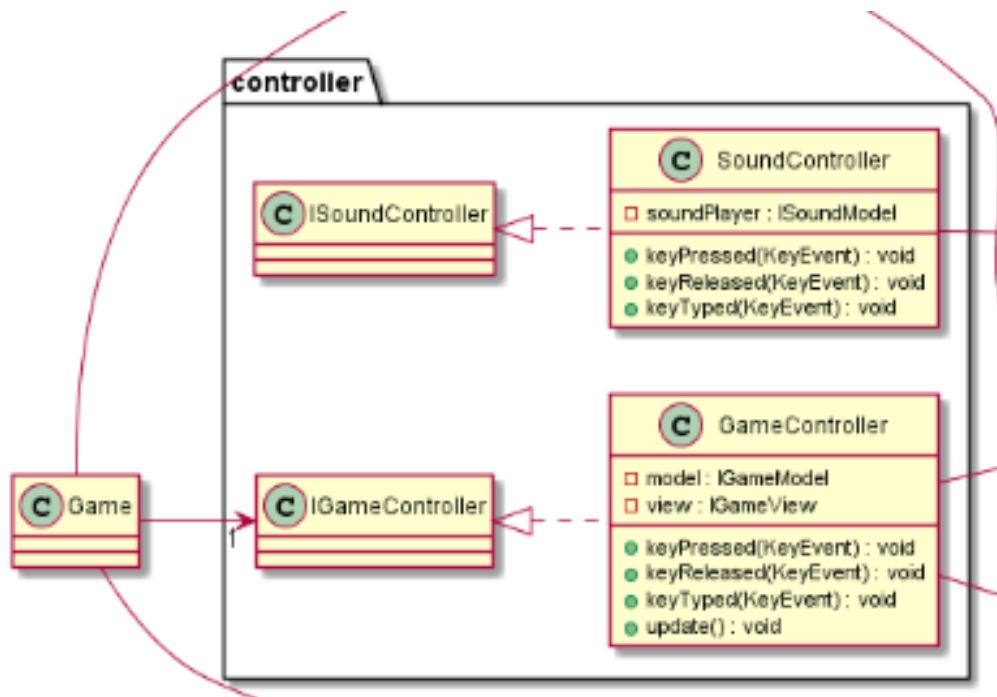 controller
C SoundController
soundPlayer : ISoundModel
keyPressed(KeyEvent) : void
keyReleased(KeyEvent) : void
keyTyped(KeyEvent) : void
C ISoundController
C GameController
model : IGameModel
view : IGameView
keyPressed(KeyEvent) : void
keyReleased(KeyEvent) : void
keyTyped(KeyEvent) : void
update() : void
C Game
1
C IGameController